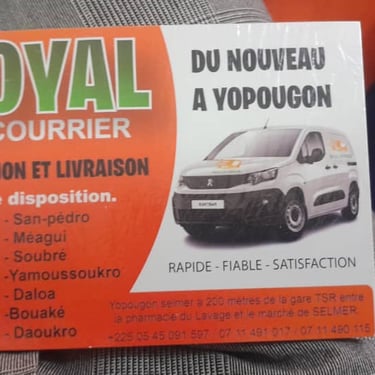 OYAL
COURRIER
ION ET LIVRAISON
e disposition.
- San-pédro
- Méagui
- Soubré
- Yamoussoukro
- Daloa
-Bouaké
- Daoukro
DU NOUVEAU
A YOPOUGON
RAPIDE - FIABLE - SATISFACTION
Yopougon selmer à 200 mètres de la gare TSR entre
la pharmacie du Lavage et le marché de SELMER.
+225 05 45 091 597 / 07 11 491 017 / 07 11 490 115